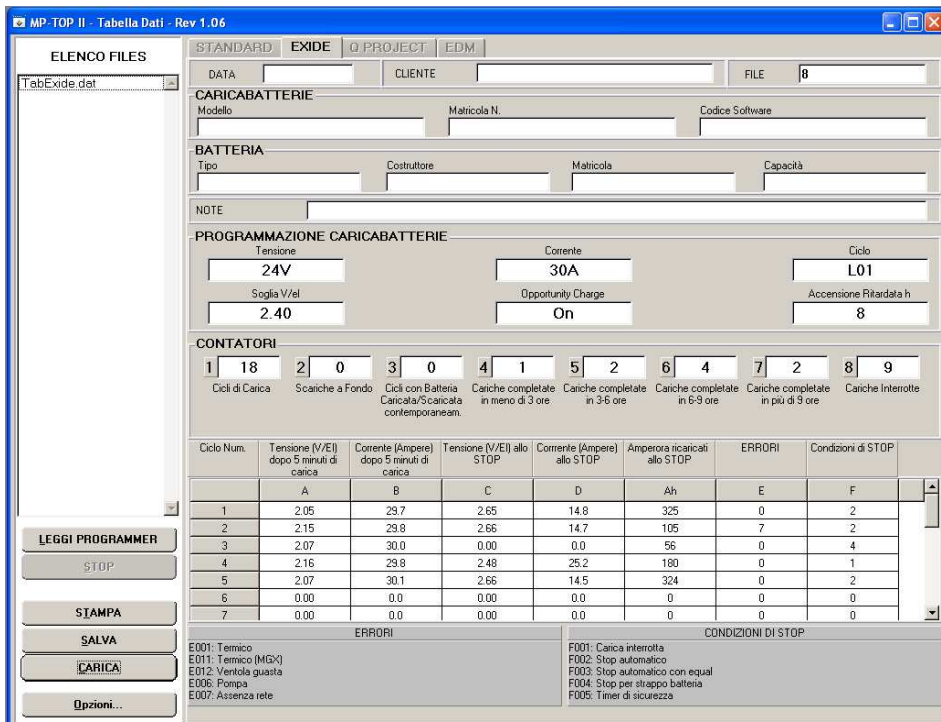 MP-TOP II - Tabella Dati - Rev 1.06
ELENCO FILES
TabExide.dat
LEGGI PROGRAMMER
STOP
STAMPA
SALVA
CARICA
Opzioni...
STANDARD EXIDE Q PROJECT EDM
DATA CLIENTE FILE 8
CARICABATTERIE
Modello Matricola N. Codice Software
BATTERIA
Tipo Costruttore Matricola Capacità
NOTE
PROGRAMMAZIONE CARICABATTERIE
Tensione Corrente Ciclo
24V 30A L01
Soglia V/el Opportunity Charge Accensione Ritardata h
2.40 On 8
CONTATORI
1 18 2 0 3 0 4 1 5 2 6 4 7 2 8 9
Cicli di Carica Scariche a Fondo Cicli con Batteria Cariche completate Cariche completate Cariche completate Cariche completate Cariche Interrotte
Caricata/Scaricata in meno di 3 ore in 3-6 ore in 6-9 ore in più di 9 ore
contemporaneam.
Ciclo Num. Tensione (V/El) Corrente (Ampere) Tensione (V/El) allo Corrrente (Ampere) Amperora ricaricati ERRORI Condizioni di STOP
dopo 5 minuti di dopo 5 minuti di STOP allo STOP allo STOP
carica carica
A B C D Ah E F
1 2.05 29.7 2.65 14.8 325 0 2
2 2.15 29.8 2.66 14.7 105 7 2
3 2.07 30.0 0.00 0.0 56 0 4
4 2.16 29.8 2.48 25.2 180 0 1
5 2.07 30.1 2.66 14.5 324 0 2
6 0.00 0.0 0.00 0.0 0 0 0
7 0.00 0.0 0.00 0.0 0 0 0
ERRORI
E001: Termico
E011: Termico (MGX)
E012: Ventola guasta
E006: Pompa
E007: Assenza rete
CONDIZIONI DI STOP
F001: Carica interrotta
F002: Stop automatico
F003: Stop automatico con equal
F004: Stop per strappo batteria
F005: Timer di sicurezza